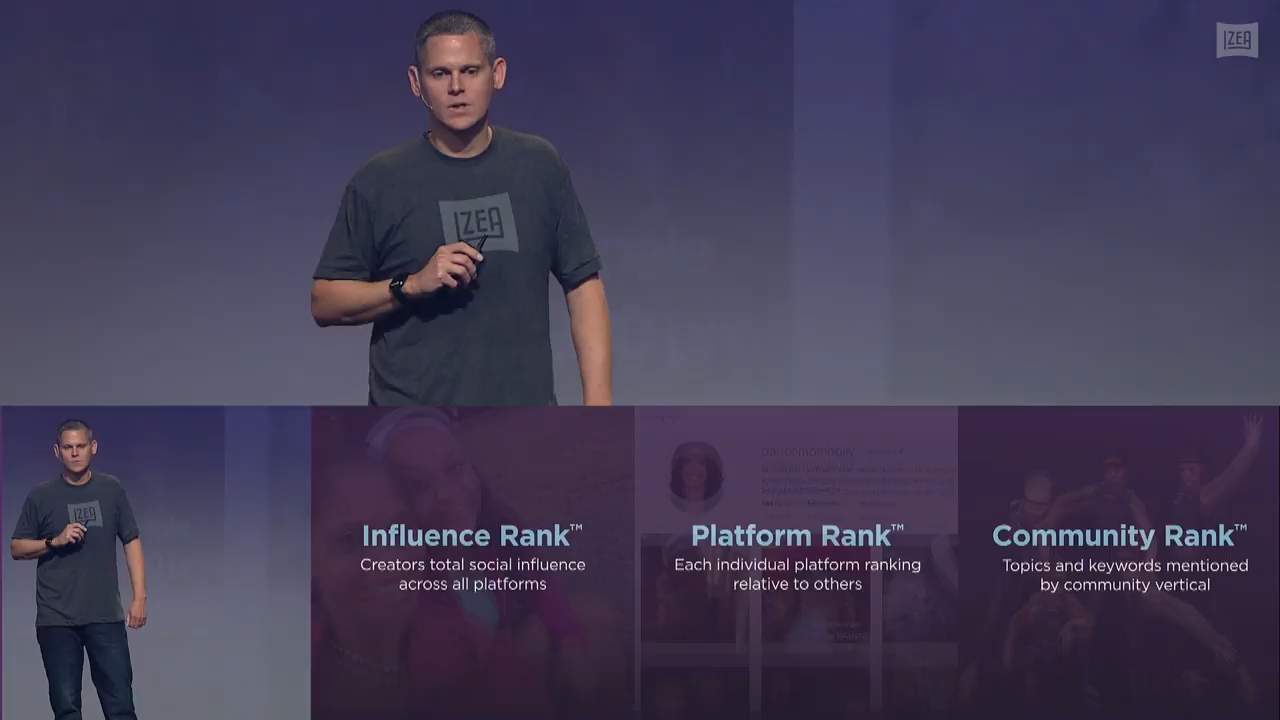 IZEA
IZEA
IZEA
Influence Rank™
Creators total social influence
across all platforms
Platform Rank™
Each individual platform ranking
relative to others
Community Rank™
Topics and keywords mentioned
by community vertical